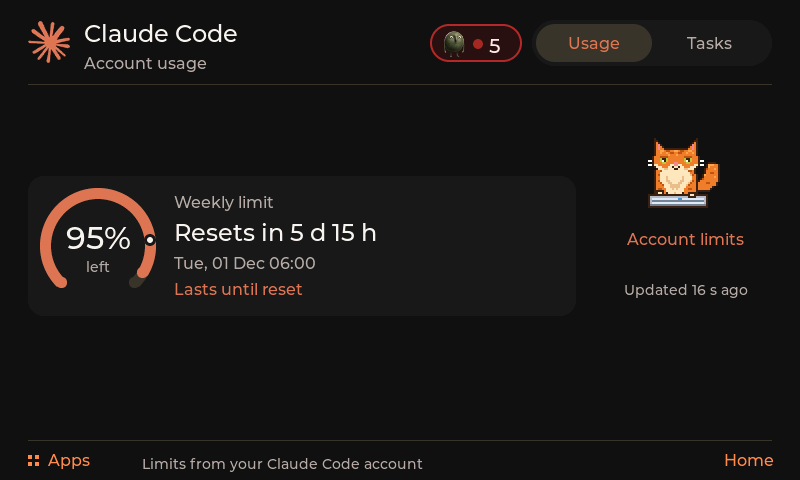 Claude Code
Account usage
5
Usage
Tasks
95%
left
Weekly limit
Resets in 5 d 15 h
Tue, 01 Dec 06:00
Lasts until reset
Account limits
Updated 16 s ago
Apps
Limits from your Claude Code account
Home